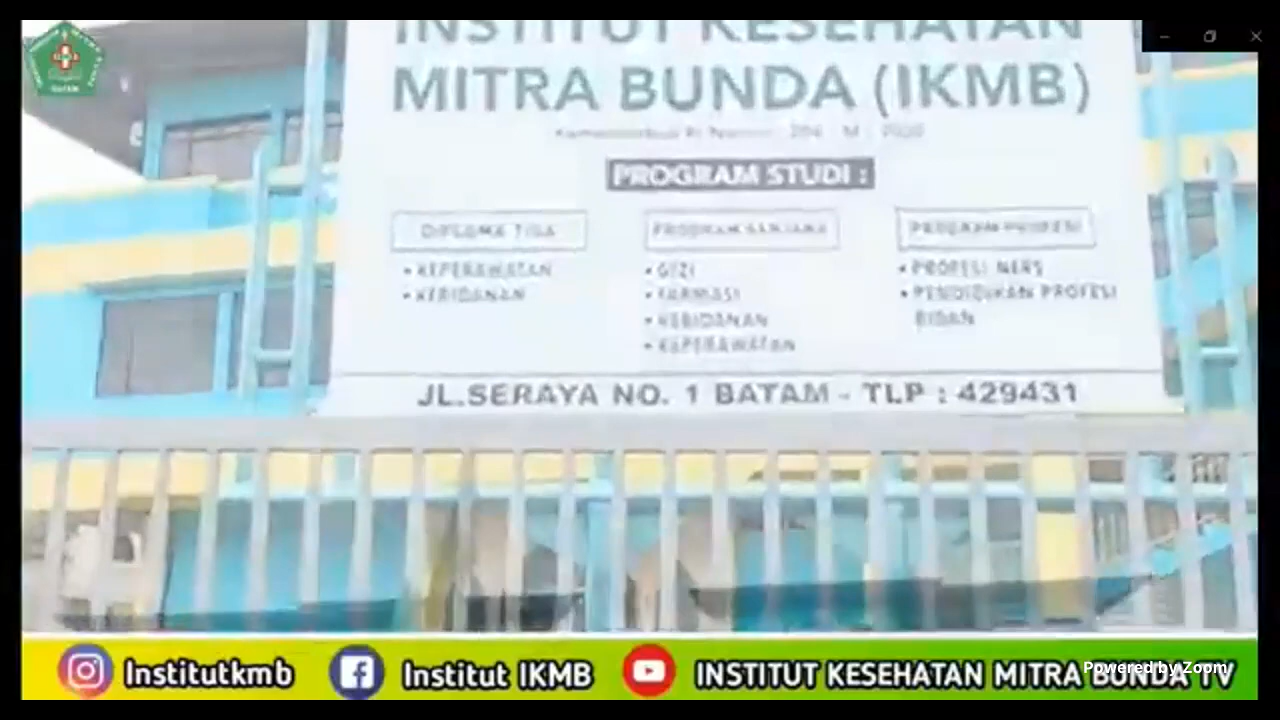 INSTITUT KESEHATAN
MITRA BUNDA (IKMB)
PROGRAM STUDI :
DIPLOMA TIGA
• KEPERAWATAN
• KEBIDANAN
PROGRAM SARJANA
• GIZI
• FARMASI
• KEBIDANAN
• KEPERAWATAN
PROGRAM PROFESI
• PROFESI NERS
• PENDIDIKAN PROFESI
BIDAN
JL.SERAYA NO. 1 BATAM - TLP : 429431
Institutkmb
Institut IKMB
INSTITUT KESEHATAN MITRA BUNDA TV
Powered by Zoom